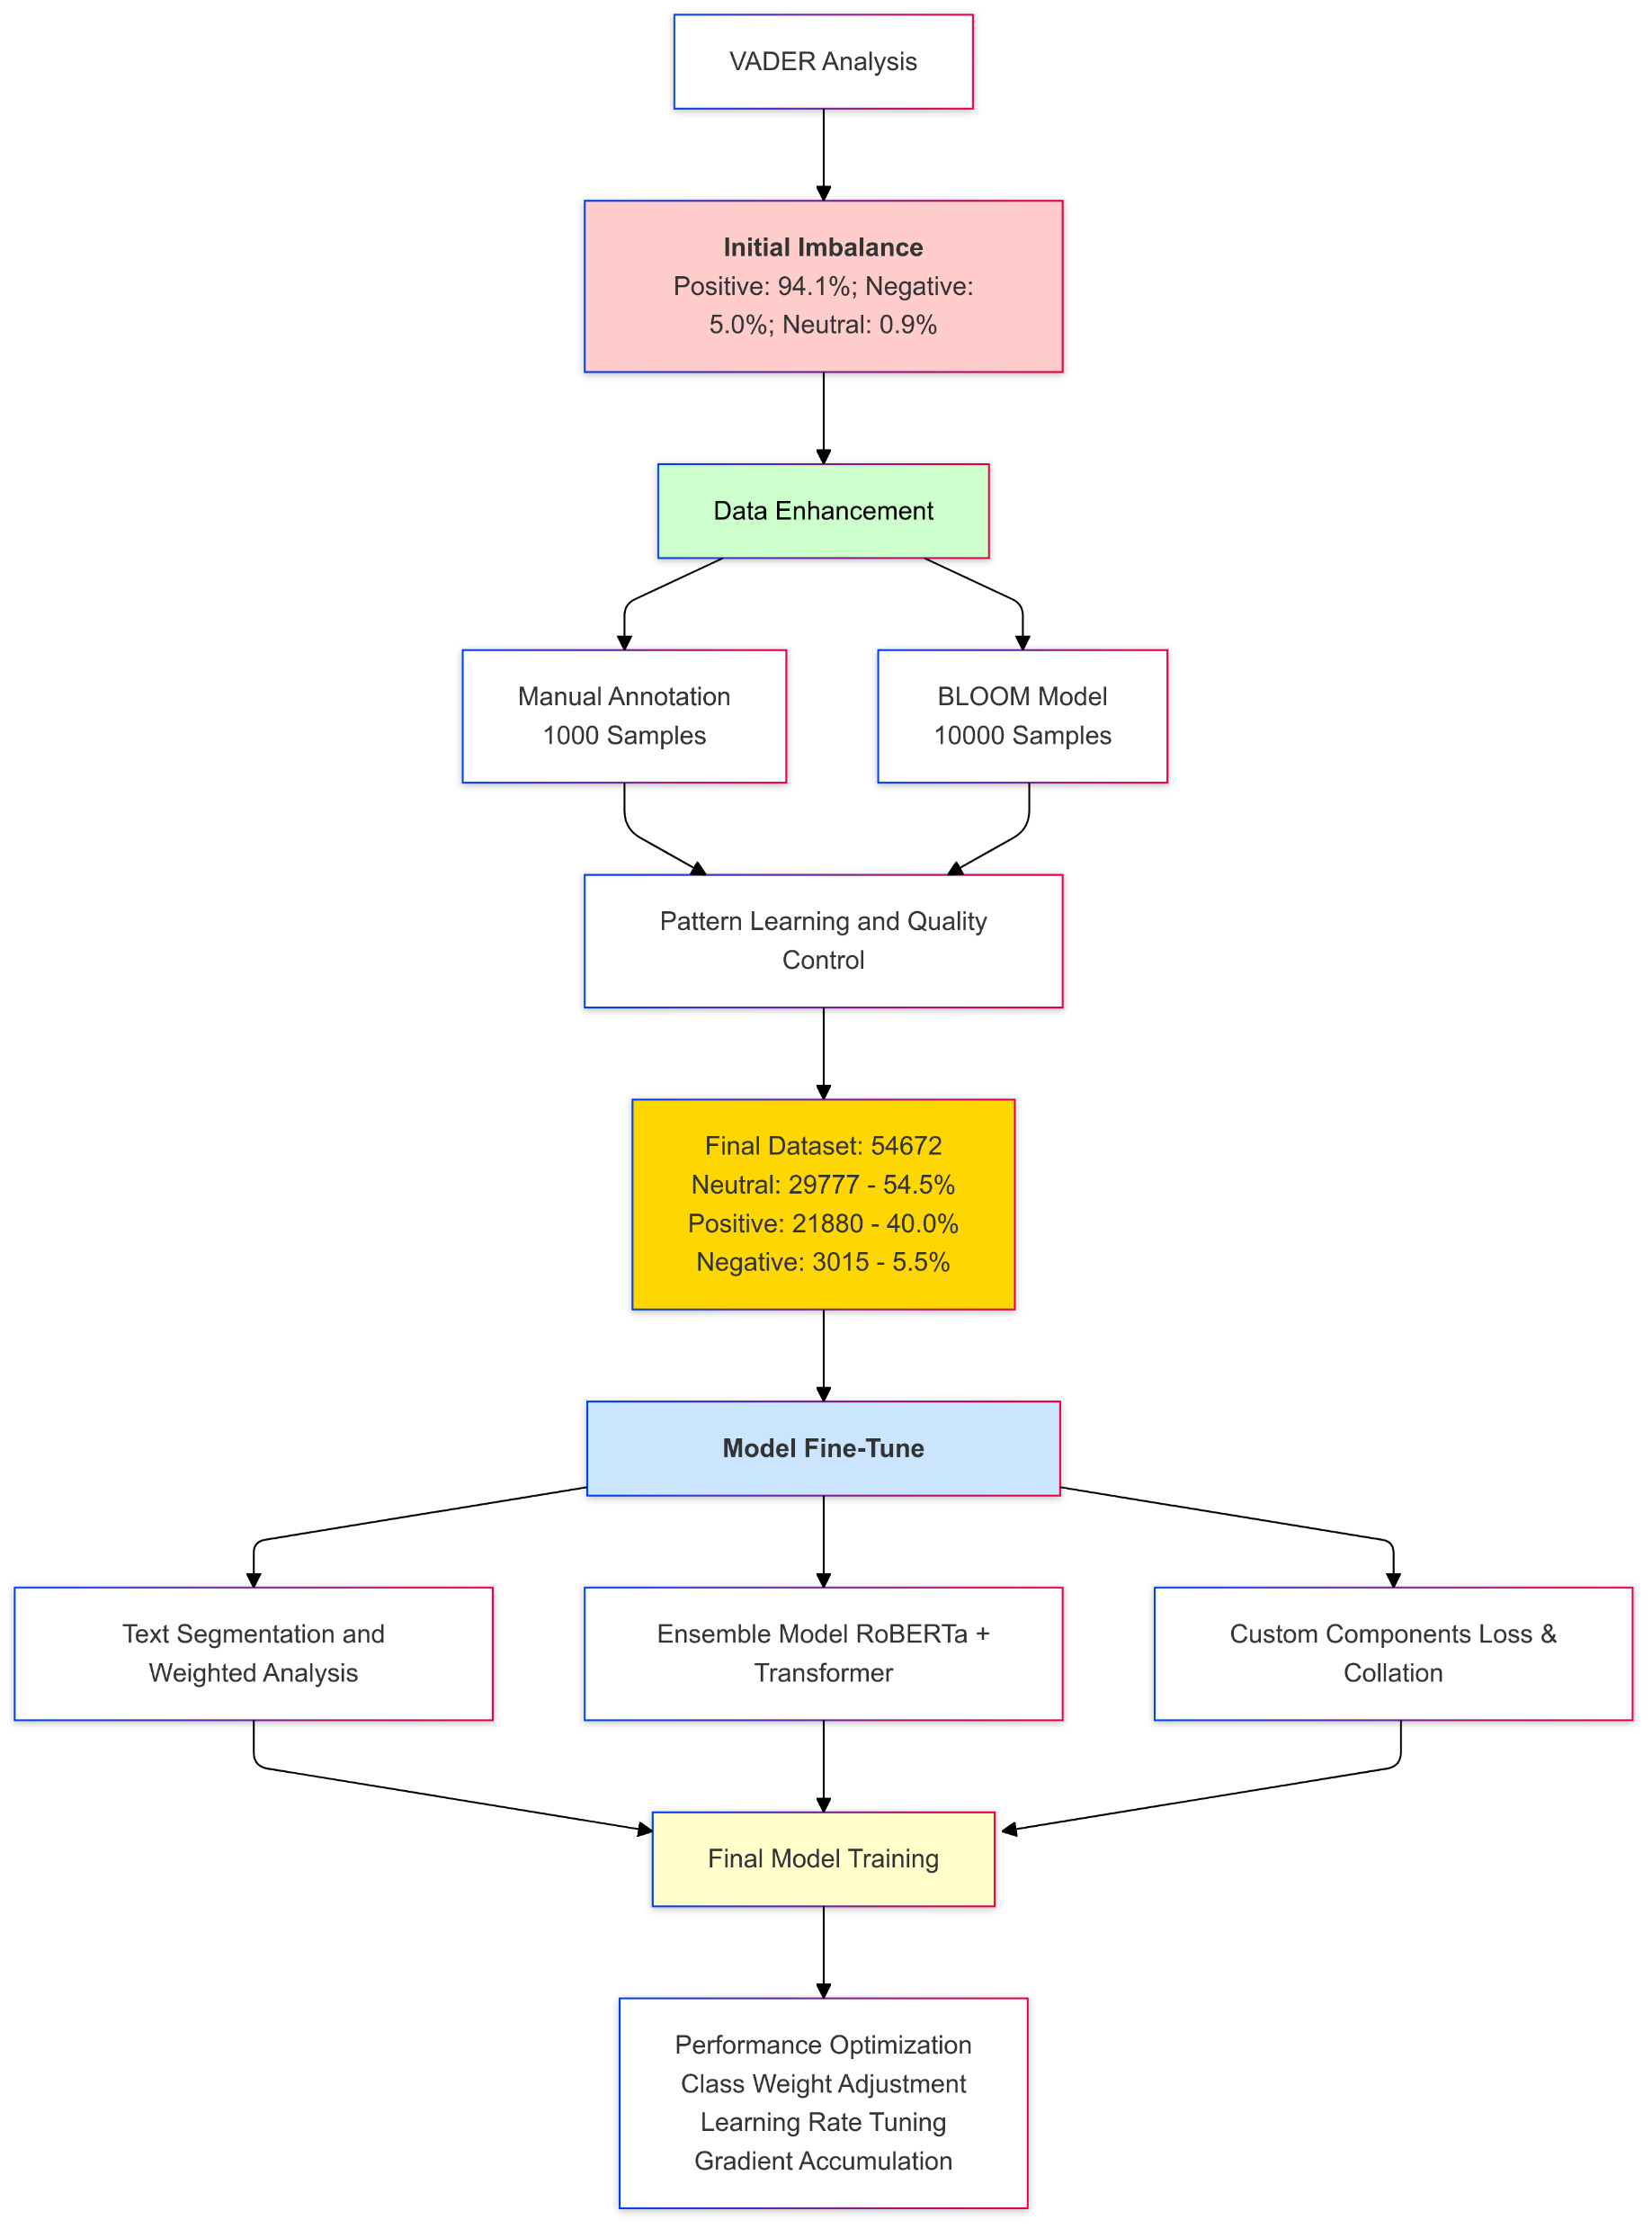 VADER Analysis
Initial Imbalance
Positive: 94.1%; Negative:
5.0%; Neutral: 0.9%
Data Enhancement
Manual Annotation
1000 Samples
BLOOM Model
10000 Samples
Pattern Learning and Quality
Control
Final Dataset: 54672
Neutral: 29777 - 54.5%
Positive: 21880 - 40.0%
Negative: 3015 - 5.5%
Model Fine-Tune
Text Segmentation and
Weighted Analysis
Ensemble Model RoBERTa +
Transformer
Custom Components Loss &
Collation
Final Model Training
Performance Optimization
Class Weight Adjustment
Learning Rate Tuning
Gradient Accumulation